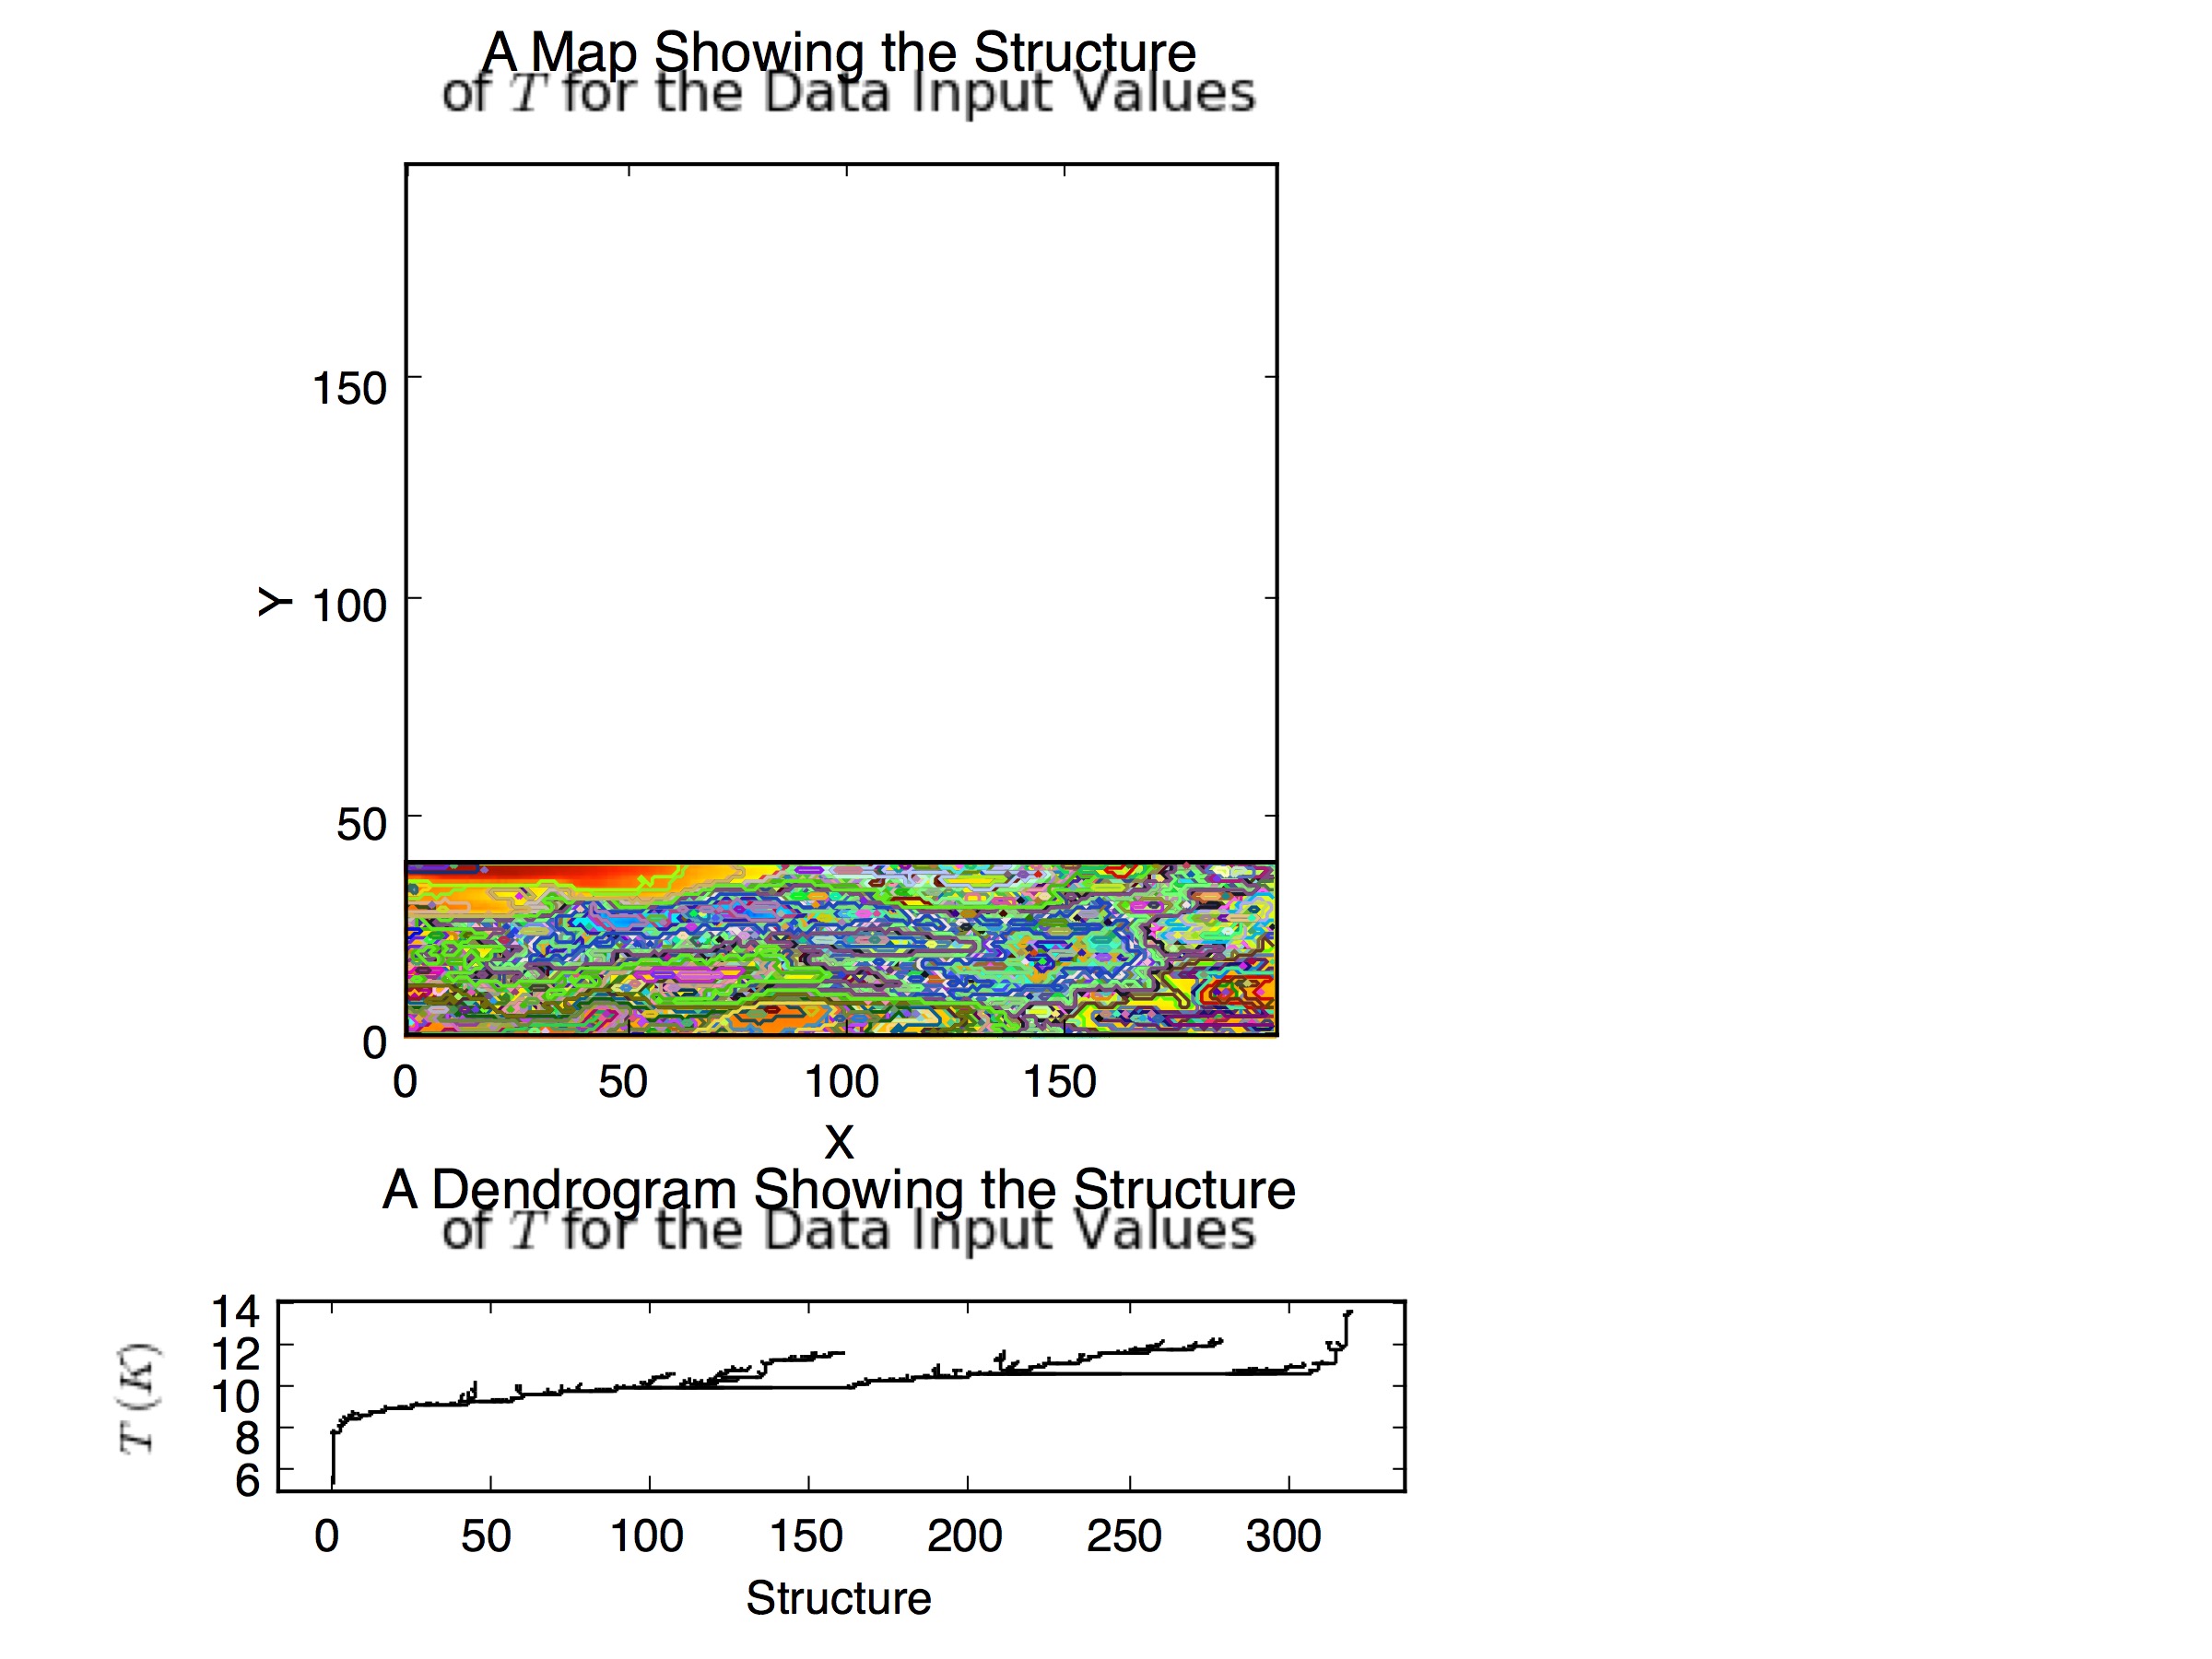 A Map Showing the Structure
of T for the Data Input Values
150
Y 100
50
0
0 50 100 150
X
A Dendrogram Showing the Structure
of T for the Data Input Values
14
12
10
8
6
T (K)
0 50 100 150 200 250 300
Structure